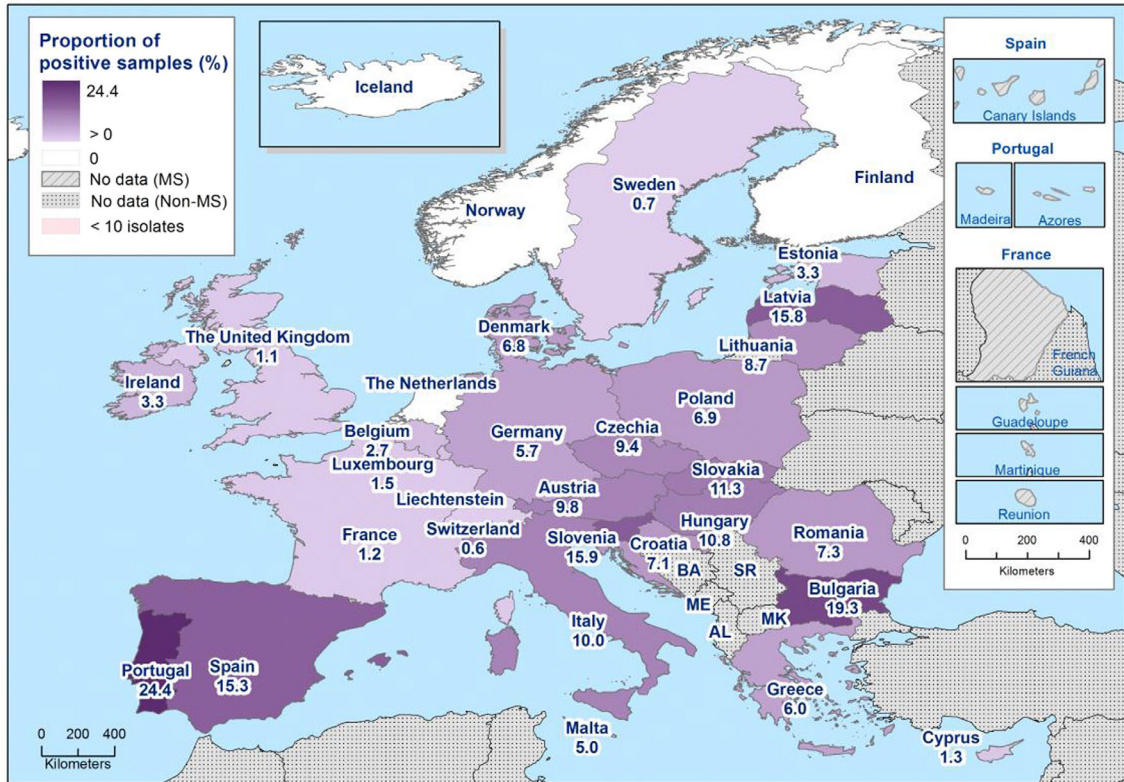 Proportion of
positive samples (%)
24.4
> 0
0
No data (MS)
No data (Non-MS)
< 10 isolates
Iceland
Spain
Canary Islands
Portugal
Madeira
Azores
France
French
Guiana
Guadeloupe
Martinique
Reunion
0 200 400
Kilometers
Norway
Sweden
0.7
Finland
Estonia
3.3
Latvia
15.8
Lithuania
8.7
Denmark
6.8
The United Kingdom
1.1
Ireland
3.3
The Netherlands
Belgium
2.7
Luxembourg
1.5
Germany
5.7
Poland
6.9
Czechia
9.4
Slovakia
11.3
Liechtenstein
Austria
9.8
Switzerland
0.6
France
1.2
Slovenia
15.9
Croatia
7.1
Hungary
10.8
Romania
7.3
BA
SR
ME
AL
MK
Bulgaria
19.3
Italy
10.0
Portugal
24.4
Spain
15.3
Greece
6.0
Malta
5.0
Cyprus
1.3
0 200 400
Kilometers